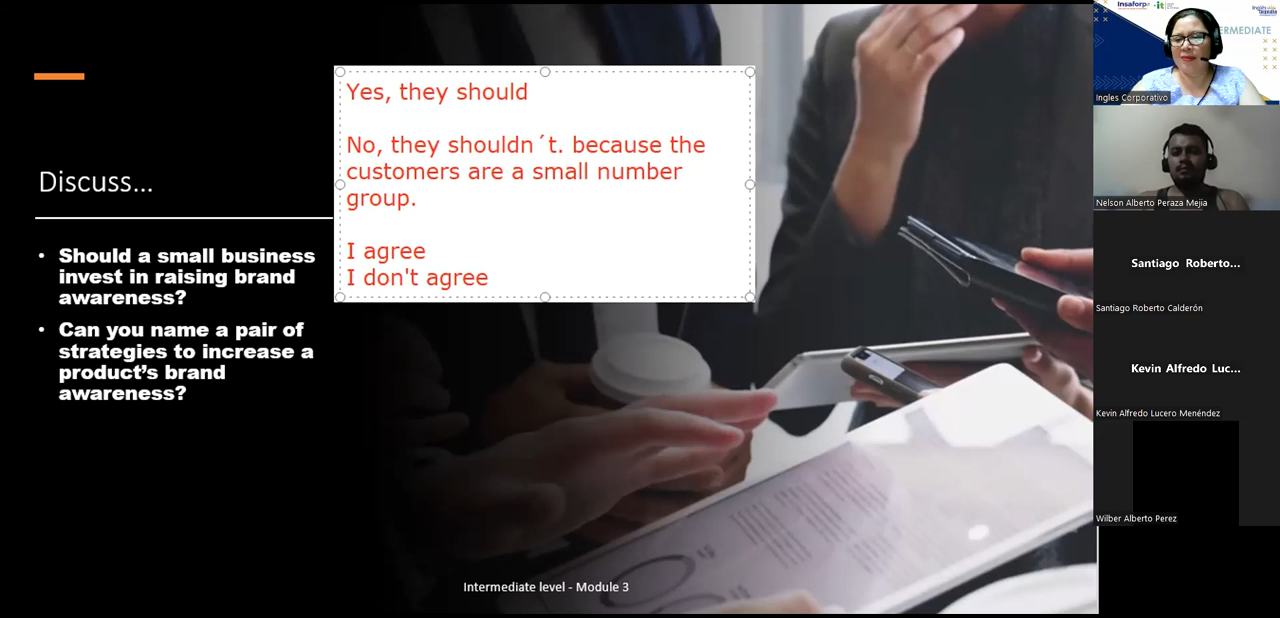 Discuss...
Should a small business
invest in raising brand
awareness?
Can you name a pair of
strategies to increase a
product's brand
awareness?
Yes, they should
No, they shouldn´t. because the
customers are a small number
group.
I agree
I don't agree
Intermediate level - Module 3
Insaforp
ERMEDIATE
Ingles Corporativo
Nelson Alberto Peraza Mejia
Santiago Roberto...
Santiago Roberto Calderón
Kevin Alfredo Luc...
Kevin Alfredo Lucero Menéndez
Wilber Alberto Perez